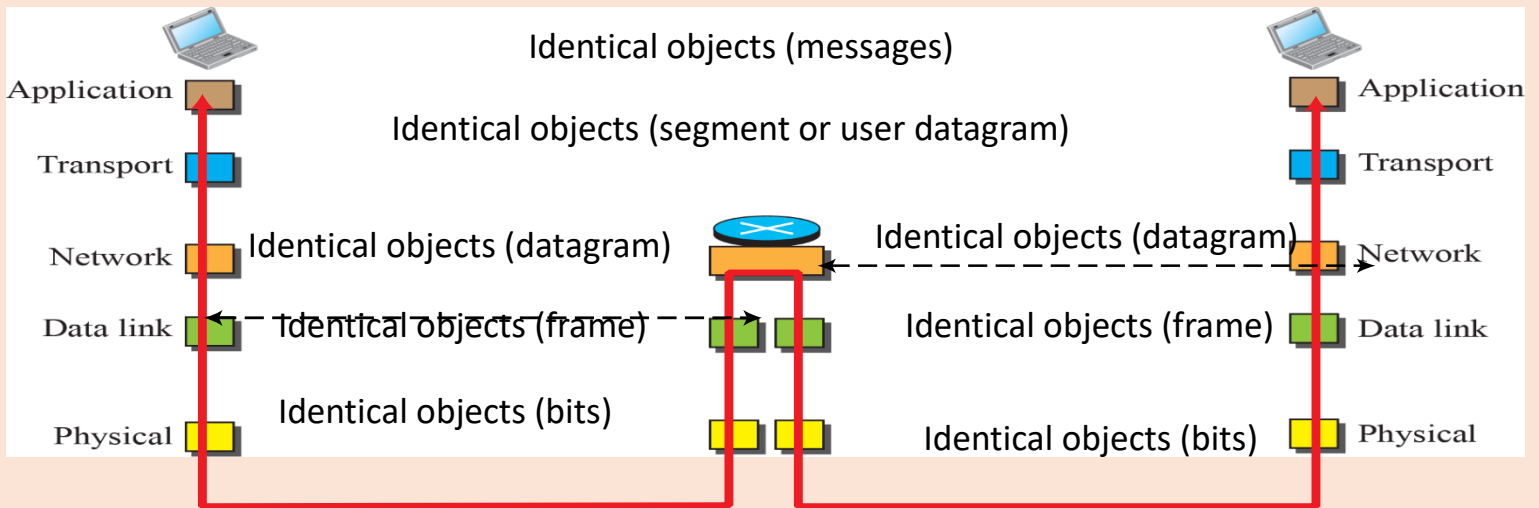 Identical objects (messages)
Application
Application
Identical objects (segment or user datagram)
Transport
Transport
Identical objects (datagram)
Identical objects (datagram)
Network
Network
Data link
Identical objects (frame)
Identical objects (frame)
Data link
Identical objects (bits)
Identical objects (bits)
Physical
Physical